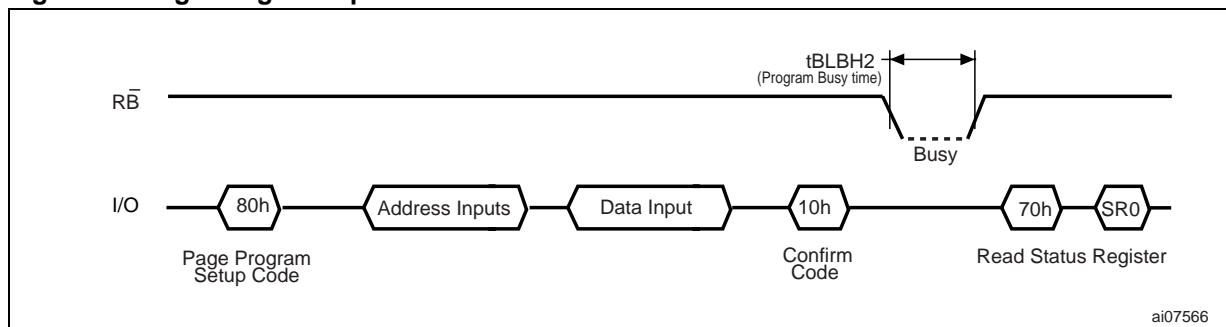 tBLBH2
(Program Busy time)
RB̅
Busy
I/O
80h
Address Inputs
Data Input
10h
70h
SR0
Page Program
Setup Code
Confirm
Code
Read Status Register
ai07566